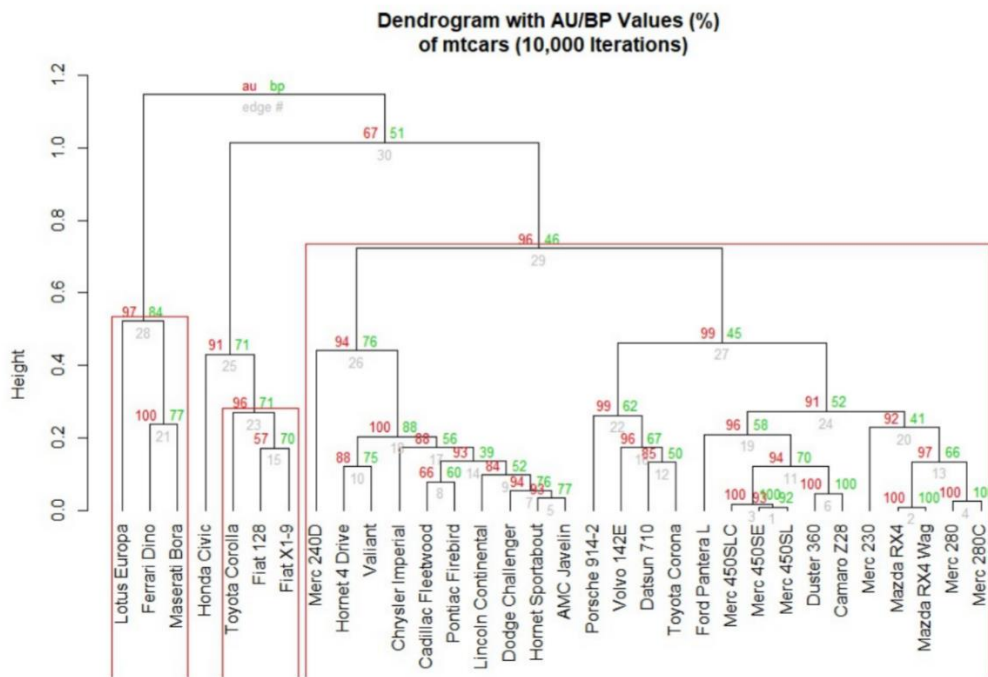 Dendrogram with AU/BP Values (%)
of mtcars (10,000 Iterations)
1.2
au bp
edge #
67 51
1.0
30
0.8
96 46
29
0.6
97 84
28
99 45
94 76
27
26
0.4
91 71
25
96 71
23
91 52
24
92 41
20
100 77
21
57 70
15
100 88
18
88 56
17
99 62
22
96 67
85 50
12
96 58
19
0.2
88 75
10
93 39
14
66 60
8
84 52
9
94 76
7
93 77
5
94 70
11
97 66
13
100 100
3
93 92
1
100 100
6
100 100
2
100 10
4
0.0
Height
Lotus Europa
Ferrari Dino
Maserati Bora
Honda Civic
Toyota Corolla
Fiat 128
Fiat X1-9
Merc 240D
Hornet 4 Drive
Valiant
Chrysler Imperial
Cadillac Fleetwood
Pontiac Firebird
Lincoln Continental
Dodge Challenger
Hornet Sportabout
AMC Javelin
Porsche 914-2
Volvo 142E
Datsun 710
Toyota Corona
Ford Pantera L
Merc 450SLC
Merc 450SE
Merc 450SL
Duster 360
Camaro Z28
Merc 230
Mazda RX4
Mazda RX4 Wag
Merc 280
Merc 280C